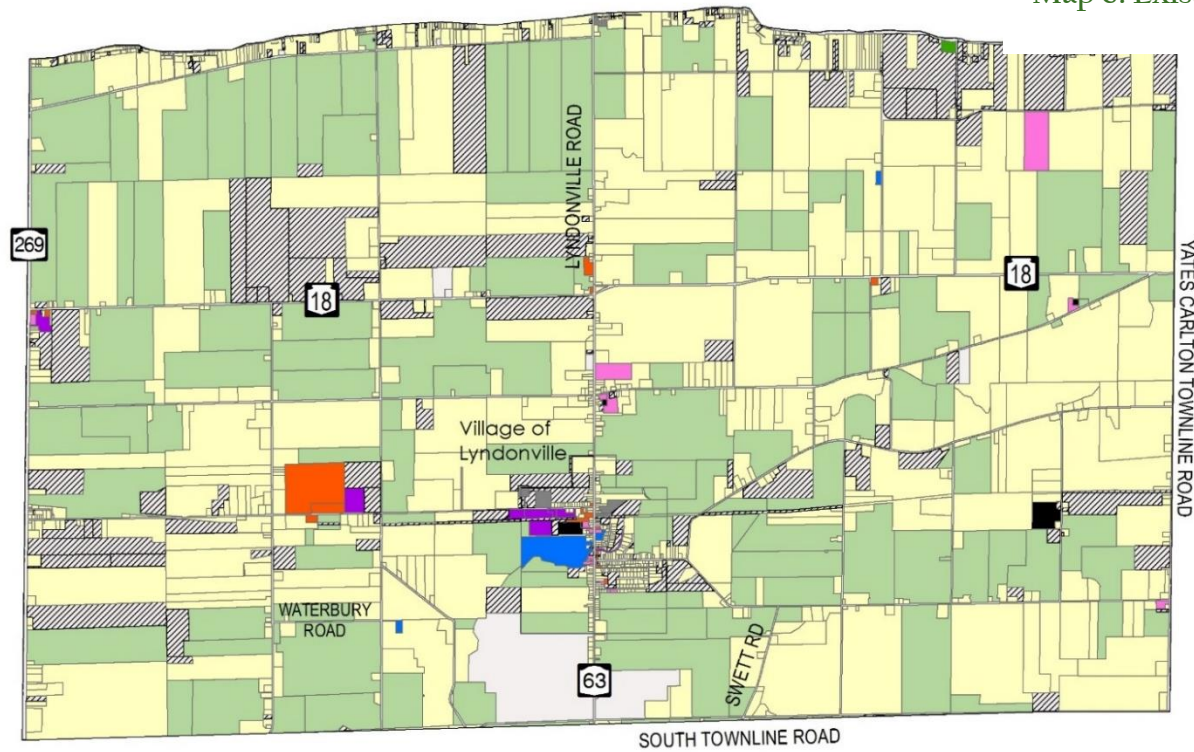 Map 3: Exis
LYNDONVILLE ROAD
269
18
18
YATES CARLTON TOWNLINE ROAD
Village of
Lyndonville
WATERBURY
ROAD
SWETT RD
63
SOUTH TOWNLINE ROAD